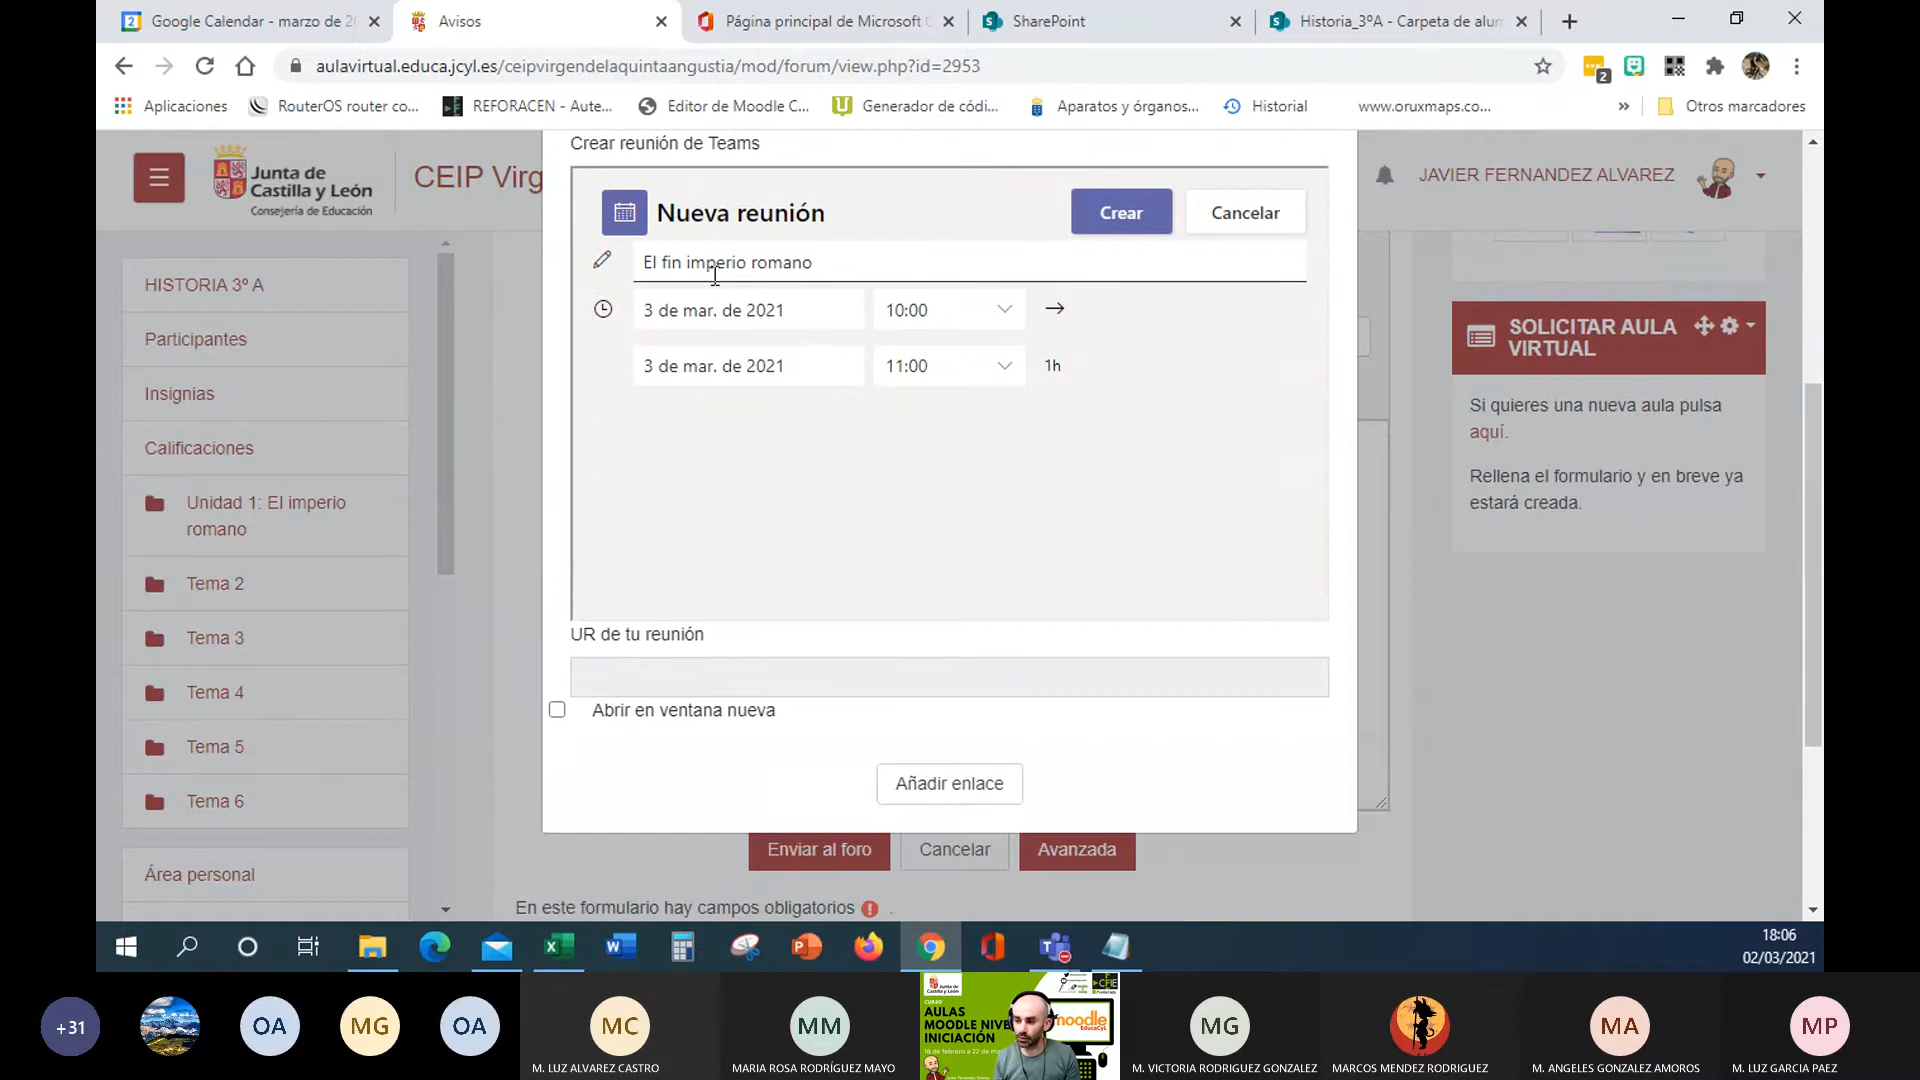 Google Calendar - marzo de 2
Avisos
Página principal de Microsoft
SharePoint
Historia_3ºA - Carpeta de alum
aulavirtual.educa.jcyl.es/ceipvirgendelaquintaangustia/mod/forum/view.php?id=2953
2
Aplicaciones
RouterOS router co...
REFORACEN - Aute...
Editor de Moodle C...
Generador de códi...
Aparatos y órganos...
Historial
www.oruxmaps.co...
»
Otros marcadores
Junta de
Castilla y León
Consejería de Educación
CEIP Virg
JAVIER FERNANDEZ ALVAREZ
HISTORIA 3º A
Participantes
Insignias
Calificaciones
Unidad 1: El imperio
romano
Tema 2
Tema 3
Tema 4
Tema 5
Tema 6
Área personal
Crear reunión de Teams
Nueva reunión
Crear
Cancelar
El fin imperio romano
3 de mar. de 2021
10:00
3 de mar. de 2021
11:00
1h
UR de tu reunión
Abrir en ventana nueva
Añadir enlace
Enviar al foro
Cancelar
Avanzada
En este formulario hay campos obligatorios
.
SOLICITAR AULA
VIRTUAL
Si quieres una nueva aula pulsa
aquí.
Rellena el formulario y en breve ya
estará creada.
18:06
02/03/2021
+31
OA
MG
OA
MC
M. LUZ ALVAREZ CASTRO
MM
MARIA ROSA RODRÍGUEZ MAYO
Junta de
Castilla y León
CFIE
CURSO
AULAS
MOODLE NIVE
INICIACIÓN
moodle
MG
M. VICTORIA RODRIGUEZ GONZALEZ
MARCOS MENDEZ RODRIGUEZ
MA
M. ANGELES GONZALEZ AMOROS
MP
M. LUZ GARCIA PAEZ